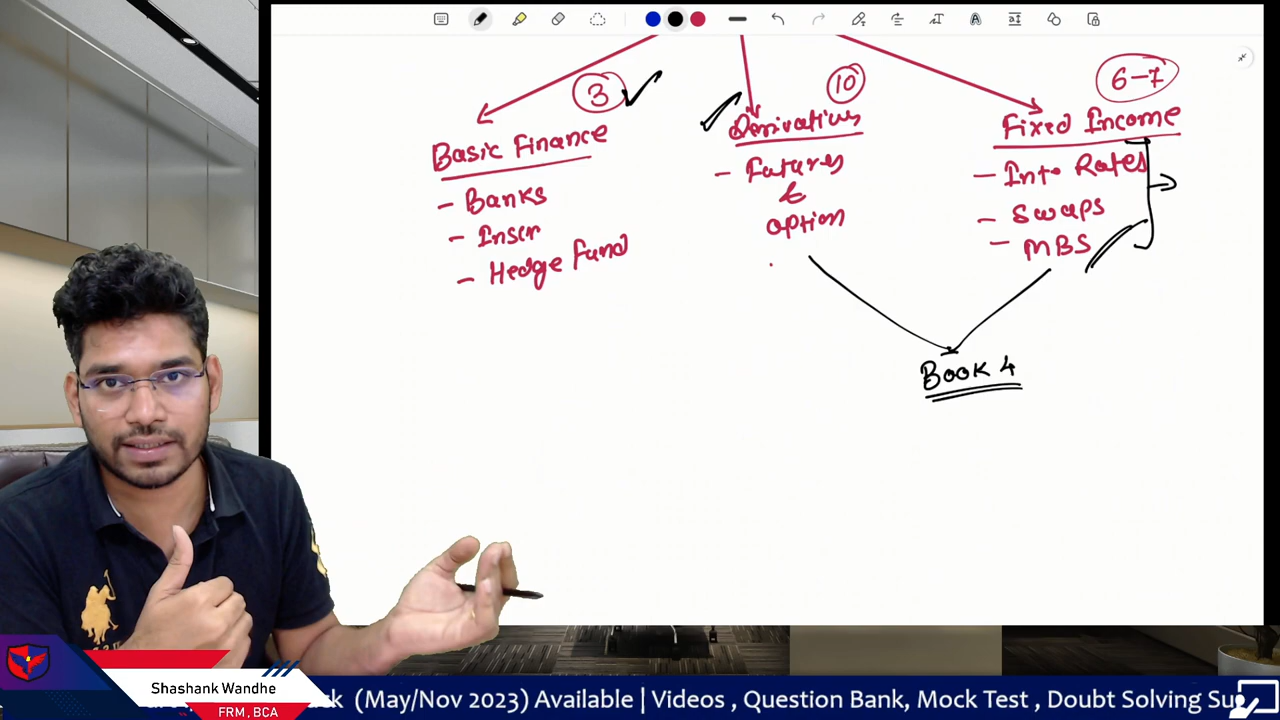 3
10
6-7
Basic Finance
Derivatives
Fixed Income
- Banks
- Insur
- Hedge fund
- Futures
&
option
- Int. Rates
- Swaps
- MBS
Book 4
Shashank Wandhe
FRM, BCA
(May/Nov 2023) Available | Videos , Question Bank, Mock Test , Doubt Solving Su